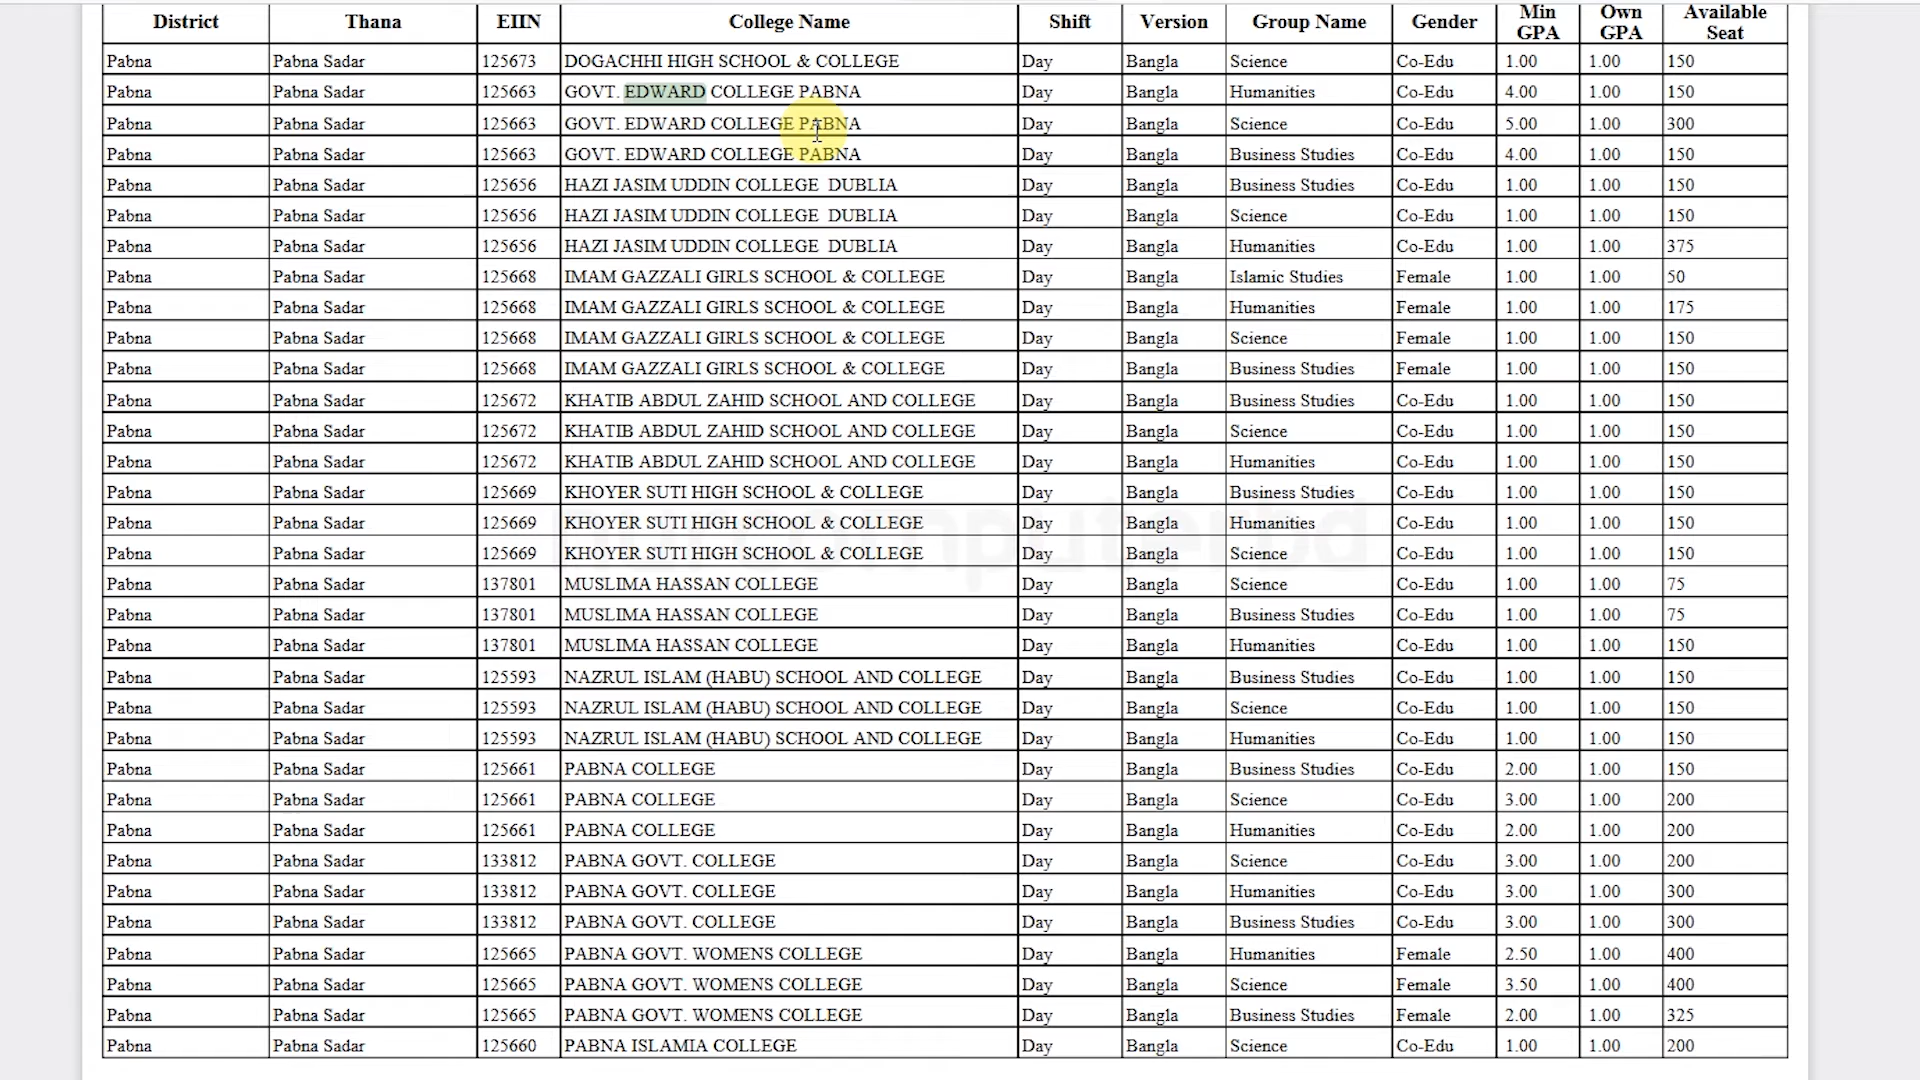 District Thana EIIN College Name Shift Version Group Name Gender Min GPA Own GPA Available Seat
Pabna Pabna Sadar 125673 DOGACHHI HIGH SCHOOL & COLLEGE Day Bangla Science Co-Edu 1.00 1.00 150
Pabna Pabna Sadar 125663 GOVT. EDWARD COLLEGE PABNA Day Bangla Humanities Co-Edu 4.00 1.00 150
Pabna Pabna Sadar 125663 GOVT. EDWARD COLLEGE PABNA Day Bangla Science Co-Edu 5.00 1.00 300
Pabna Pabna Sadar 125663 GOVT. EDWARD COLLEGE PABNA Day Bangla Business Studies Co-Edu 4.00 1.00 150
Pabna Pabna Sadar 125656 HAZI JASIM UDDIN COLLEGE DUBLIA Day Bangla Business Studies Co-Edu 1.00 1.00 150
Pabna Pabna Sadar 125656 HAZI JASIM UDDIN COLLEGE DUBLIA Day Bangla Science Co-Edu 1.00 1.00 150
Pabna Pabna Sadar 125656 HAZI JASIM UDDIN COLLEGE DUBLIA Day Bangla Humanities Co-Edu 1.00 1.00 375
Pabna Pabna Sadar 125668 IMAM GAZZALI GIRLS SCHOOL & COLLEGE Day Bangla Islamic Studies Female 1.00 1.00 50
Pabna Pabna Sadar 125668 IMAM GAZZALI GIRLS SCHOOL & COLLEGE Day Bangla Humanities Female 1.00 1.00 175
Pabna Pabna Sadar 125668 IMAM GAZZALI GIRLS SCHOOL & COLLEGE Day Bangla Science Female 1.00 1.00 150
Pabna Pabna Sadar 125668 IMAM GAZZALI GIRLS SCHOOL & COLLEGE Day Bangla Business Studies Female 1.00 1.00 150
Pabna Pabna Sadar 125672 KHATIB ABDUL ZAHID SCHOOL AND COLLEGE Day Bangla Business Studies Co-Edu 1.00 1.00 150
Pabna Pabna Sadar 125672 KHATIB ABDUL ZAHID SCHOOL AND COLLEGE Day Bangla Science Co-Edu 1.00 1.00 150
Pabna Pabna Sadar 125672 KHATIB ABDUL ZAHID SCHOOL AND COLLEGE Day Bangla Humanities Co-Edu 1.00 1.00 150
Pabna Pabna Sadar 125669 KHOYER SUTI HIGH SCHOOL & COLLEGE Day Bangla Business Studies Co-Edu 1.00 1.00 150
Pabna Pabna Sadar 125669 KHOYER SUTI HIGH SCHOOL & COLLEGE Day Bangla Humanities Co-Edu 1.00 1.00 150
Pabna Pabna Sadar 125669 KHOYER SUTI HIGH SCHOOL & COLLEGE Day Bangla Science Co-Edu 1.00 1.00 150
Pabna Pabna Sadar 137801 MUSLIMA HASSAN COLLEGE Day Bangla Science Co-Edu 1.00 1.00 75
Pabna Pabna Sadar 137801 MUSLIMA HASSAN COLLEGE Day Bangla Business Studies Co-Edu 1.00 1.00 75
Pabna Pabna Sadar 137801 MUSLIMA HASSAN COLLEGE Day Bangla Humanities Co-Edu 1.00 1.00 150
Pabna Pabna Sadar 125593 NAZRUL ISLAM (HABU) SCHOOL AND COLLEGE Day Bangla Business Studies Co-Edu 1.00 1.00 150
Pabna Pabna Sadar 125593 NAZRUL ISLAM (HABU) SCHOOL AND COLLEGE Day Bangla Science Co-Edu 1.00 1.00 150
Pabna Pabna Sadar 125593 NAZRUL ISLAM (HABU) SCHOOL AND COLLEGE Day Bangla Humanities Co-Edu 1.00 1.00 150
Pabna Pabna Sadar 125661 PABNA COLLEGE Day Bangla Business Studies Co-Edu 2.00 1.00 150
Pabna Pabna Sadar 125661 PABNA COLLEGE Day Bangla Science Co-Edu 3.00 1.00 200
Pabna Pabna Sadar 125661 PABNA COLLEGE Day Bangla Humanities Co-Edu 2.00 1.00 200
Pabna Pabna Sadar 133812 PABNA GOVT. COLLEGE Day Bangla Science Co-Edu 3.00 1.00 200
Pabna Pabna Sadar 133812 PABNA GOVT. COLLEGE Day Bangla Humanities Co-Edu 3.00 1.00 300
Pabna Pabna Sadar 133812 PABNA GOVT. COLLEGE Day Bangla Business Studies Co-Edu 3.00 1.00 300
Pabna Pabna Sadar 125665 PABNA GOVT. WOMENS COLLEGE Day Bangla Humanities Female 2.50 1.00 400
Pabna Pabna Sadar 125665 PABNA GOVT. WOMENS COLLEGE Day Bangla Science Female 3.50 1.00 400
Pabna Pabna Sadar 125665 PABNA GOVT. WOMENS COLLEGE Day Bangla Business Studies Female 2.00 1.00 325
Pabna Pabna Sadar 125660 PABNA ISLAMIA COLLEGE Day Bangla Science Co-Edu 1.00 1.00 200